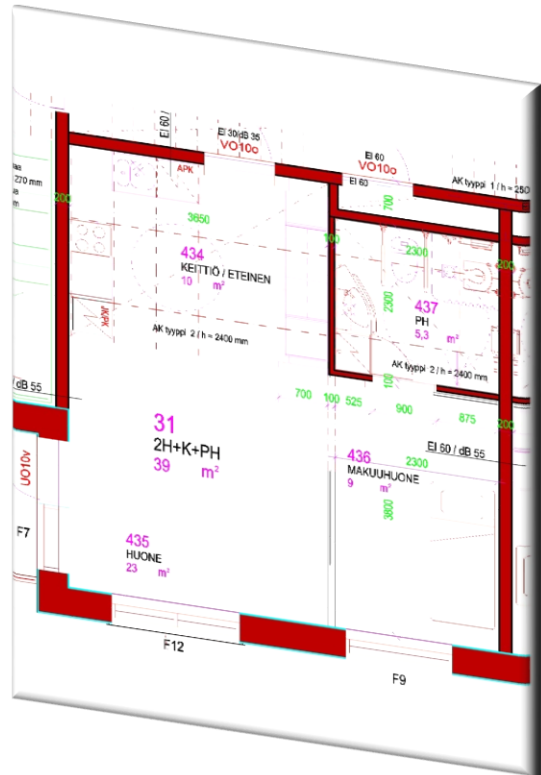 EI 60 /
EI 30/dB 35
VO10o
EI 60
VO10o
EI 60
APK
AK tyyppi 1 / h = 250
270 mm
200
3650
700
100
2300
200
434
KEITTIÖ / ETEINEN
10 m²
2300
437
PH
5,3 m²
JK/PK
AK tyyppi 2 / h = 2400 mm
AK tyyppi 2 / h = 2400 mm
100
/ dB 55
700 100 525
900
875
200
31
2H+K+PH
39 m²
EI 60 / dB 55
436
MAKUUHUONE
9 m²
2300
3800
UO10v
F7
435
HUONE
23 m²
F12
F9